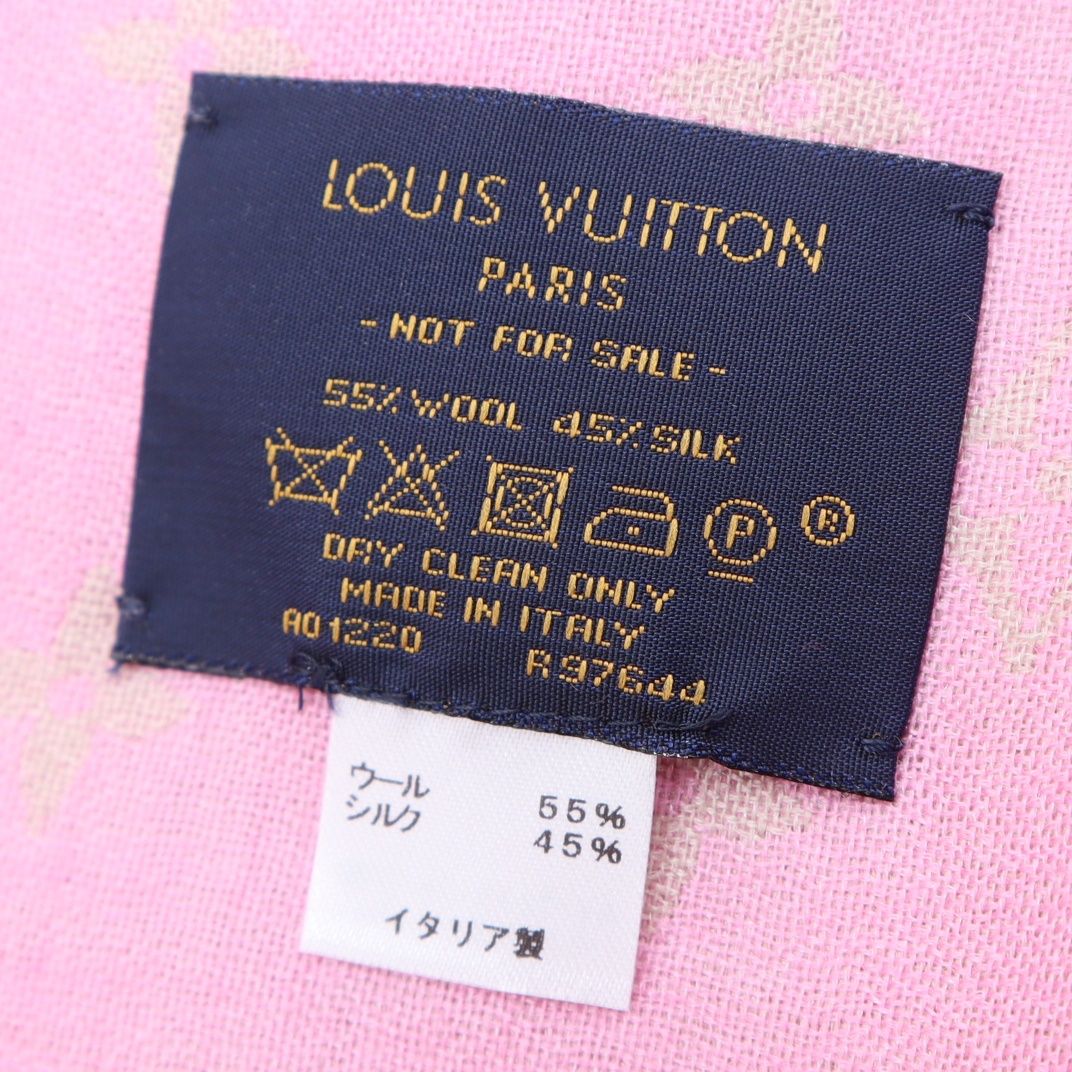 LOUIS VUITTON
PARIS
- NOT FOR SALE -
55% WOOL 45% SILK
P ®
DRY CLEAN ONLY
MADE IN ITALY
AO1220 R97644
ウール 55%
シルク 45%
イタリア製